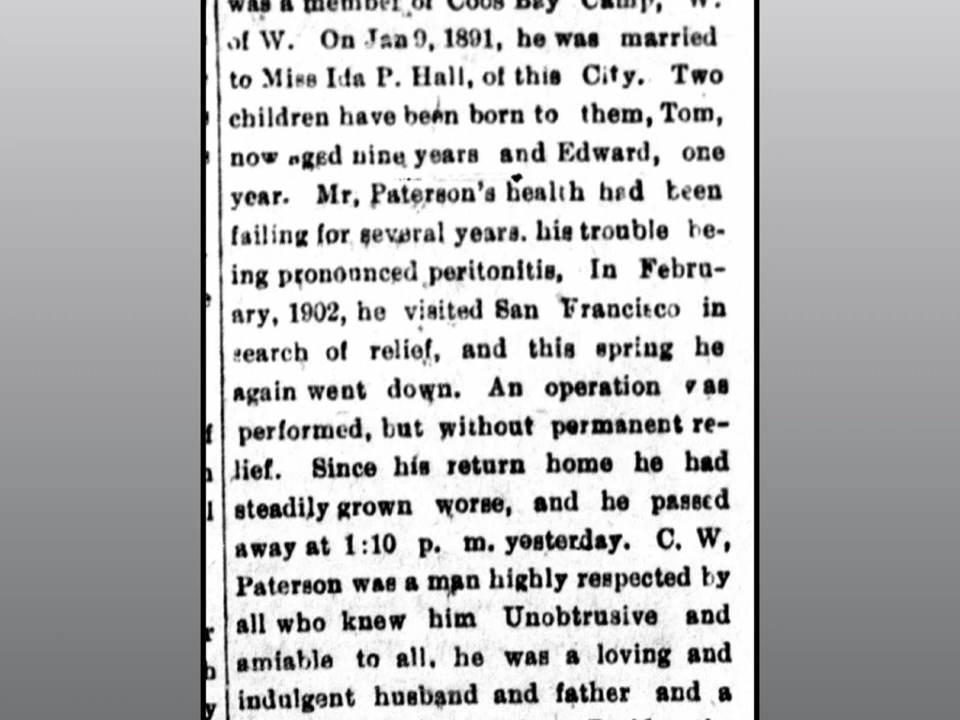 was a member of Coos Bay Camp, W.
of W. On Jan 9, 1891, he was married
to Miss Ida P. Hall, of this City. Two
children have been born to them, Tom,
now aged nine years and Edward, one
year. Mr, Paterson's health had been
failing for several years. his trouble be-
ing pronounced peritonitis, In Febru-
ary, 1902, he visited San Francisco in
search of relief, and this spring he
again went down. An operation was
performed, but without permanent re-
lief. Since his return home he had
steadily grown worse, and he passed
away at 1:10 p. m. yesterday. C. W,
Paterson was a man highly respected by
all who knew him Unobtrusive and
amiable to all. he was a loving and
indulgent husband and father and a